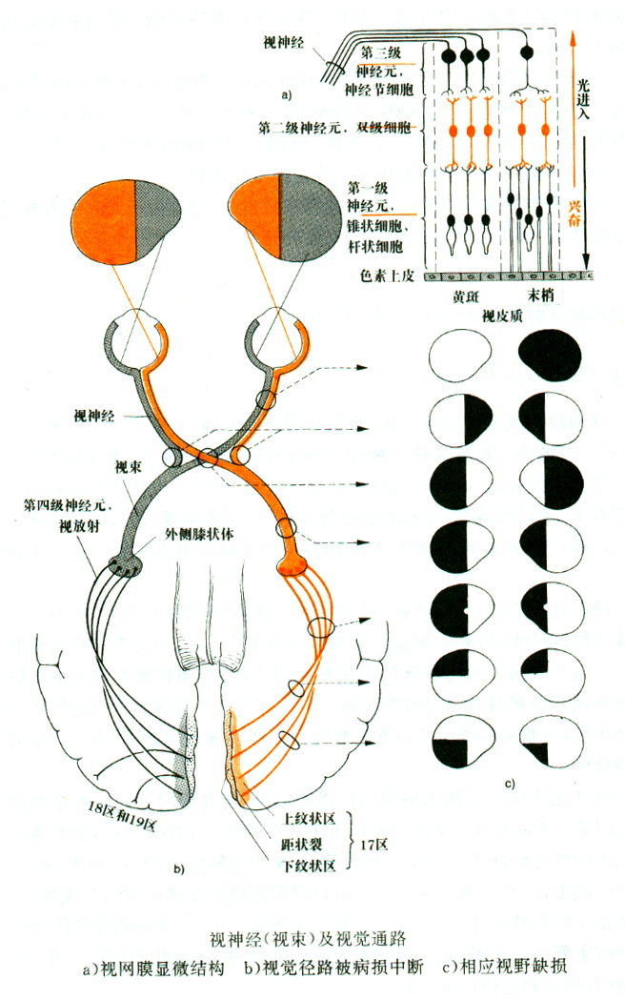 视神经
a)
第三级
神经元，
神经节细胞
第二级神经元，双级细胞
第一级
神经元，
锥状细胞、
杆状细胞
色素上皮
光进入
兴奋
黄斑
末梢
视皮质
视神经
视束
第四级神经元，
视放射
外侧膝状体
18区和19区
上纹状区
距状裂
下纹状区
17区
b)
c)
视神经(视束)及视觉通路
a)视网膜显微结构 b)视觉径路被病损中断 c)相应视野缺损